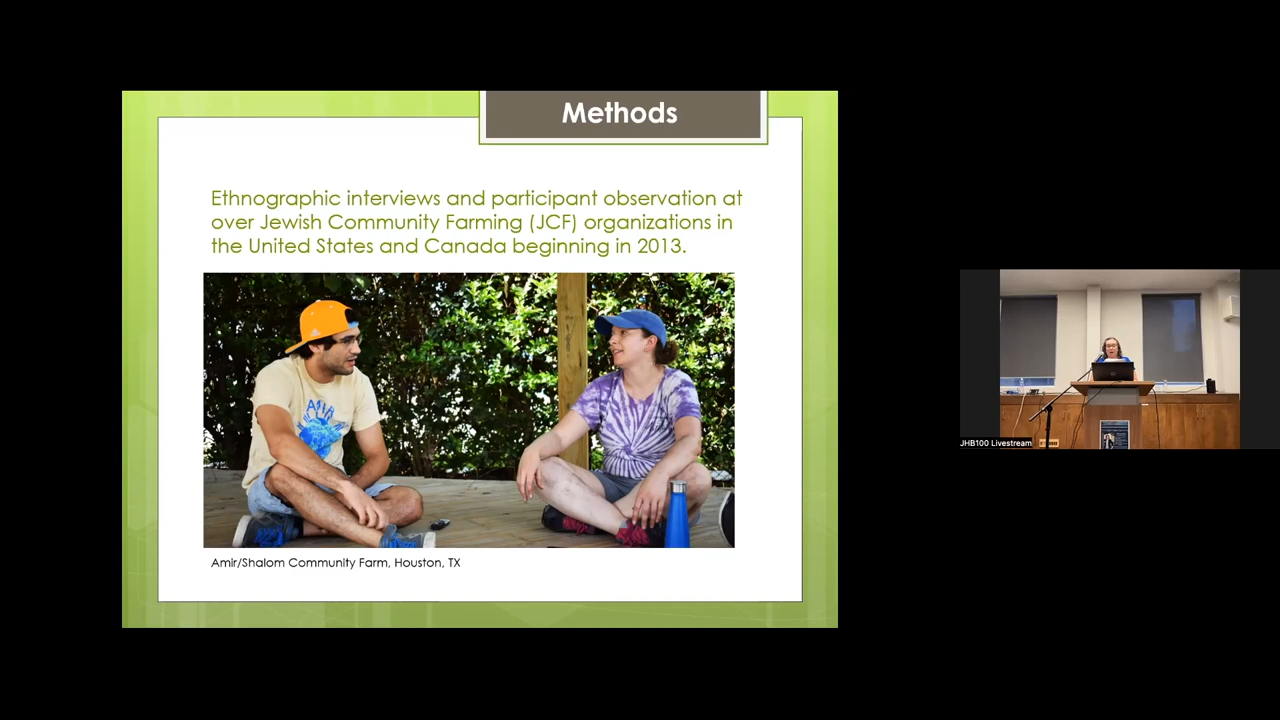 Methods
Ethnographic interviews and participant observation at
over Jewish Community Farming (JCF) organizations in
the United States and Canada beginning in 2013.
Amir/Shalom Community Farm, Houston, TX
JHB100 Livestream